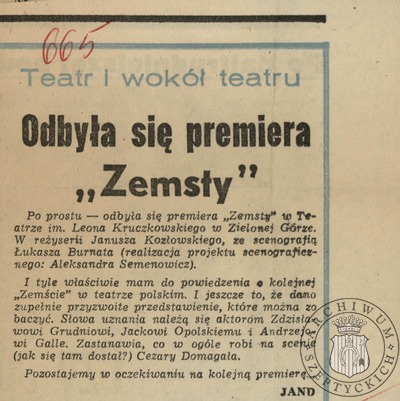 665
Teatr i wokół teatru
Odbyła się premiera
„Zemsty”
Po prostu — odbyła się premiera „Zemsty” w Te-
atrze im. Leona Kruczkowskiego w Zielonej Górze.
W reżyserii Janusza Kozłowskiego, ze scenografią
Łukasza Burnata (realizacja projektu scenograficz-
nego: Aleksandra Semenowicz).
I tyle właściwie mam do powiedzenia o kolejnej
„Zemście” w teatrze polskim. I jeszcze to, że dano
zupełnie przyzwoite przedstawienie, które można zo-
baczyć. Słowa uznania należą się aktorom Zdzisła-
wowi Grudniowi, Jackowi Opolskiemu i Andrzejo-
wi Galle. Zastanawia, co w ogóle robi na scenie
(jak się tam dostał?) Cezary Domagała.
Pozostajemy w oczekiwaniu na kolejną premierę...
JAND
ARCHIWUM
SZEPTYCKICH